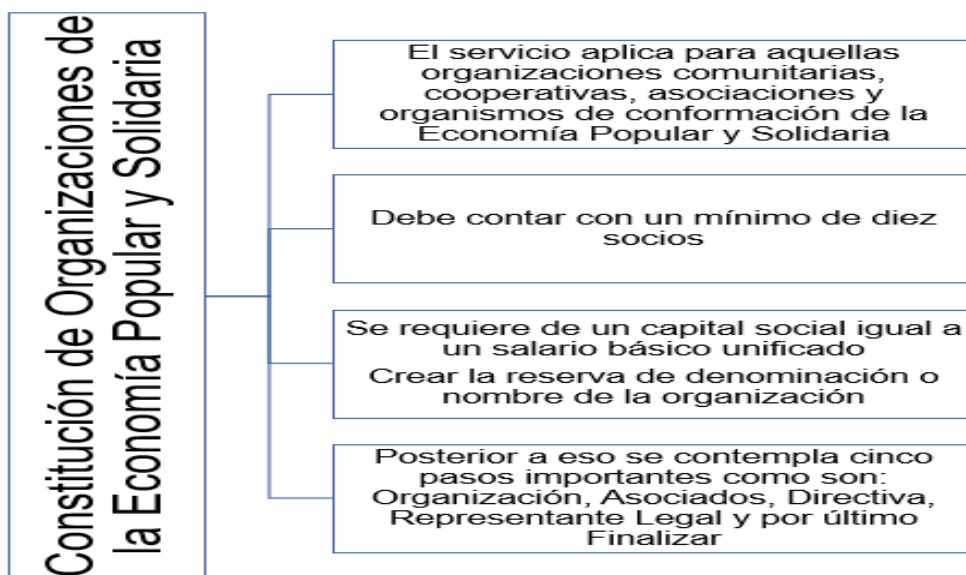 Constitución de Organizaciones de
la Economía Popular y Solidaria
El servicio aplica para aquellas
organizaciones comunitarias,
cooperativas, asociaciones y
organismos de conformación de la
Economía Popular y Solidaria
Debe contar con un mínimo de diez
socios
Se requiere de un capital social igual a
un salario básico unificado
Crear la reserva de denominación o
nombre de la organización
Posterior a eso se contempla cinco
pasos importantes como son:
Organización, Asociados, Directiva,
Representante Legal y por último
Finalizar